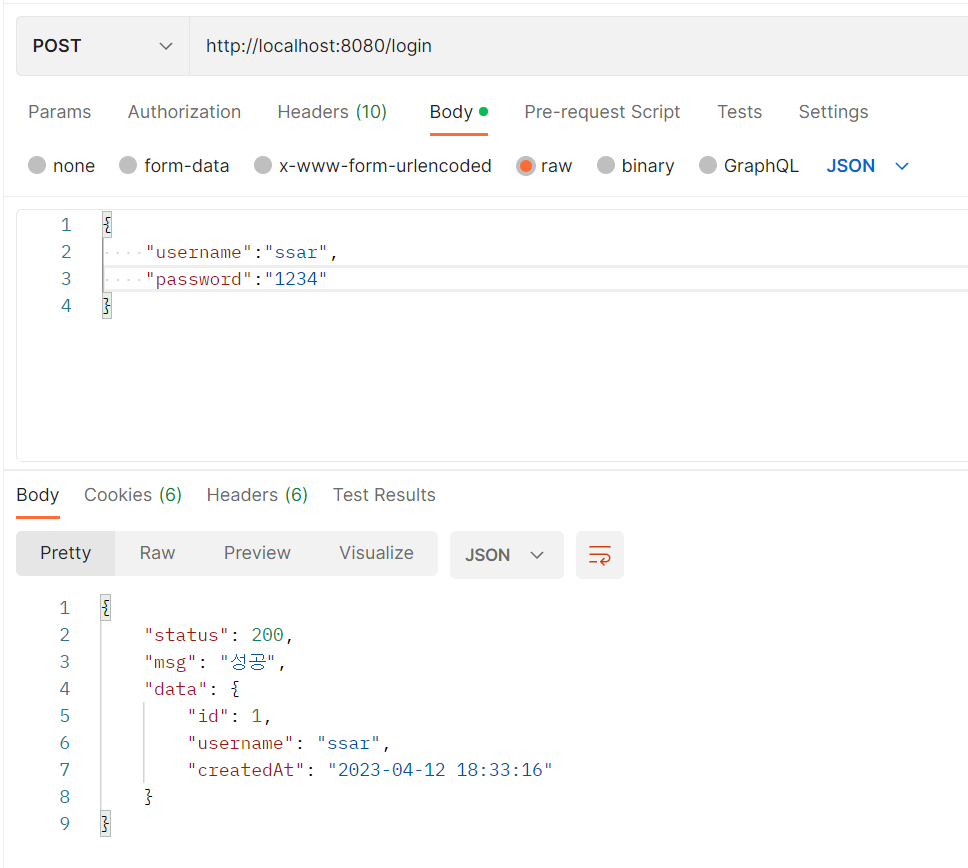 POST http://localhost:8080/login
Params Authorization Headers (10) Body Pre-request Script Tests Settings
none form-data x-www-form-urlencoded raw binary GraphQL JSON
1 {
2 "username":"ssar",
3 "password":"1234"
4 }
Body Cookies (6) Headers (6) Test Results
Pretty Raw Preview Visualize JSON
1 {
2 "status": 200,
3 "msg": "성공",
4 "data": {
5 "id": 1,
6 "username": "ssar",
7 "createdAt": "2023-04-12 18:33:16"
8 }
9 }